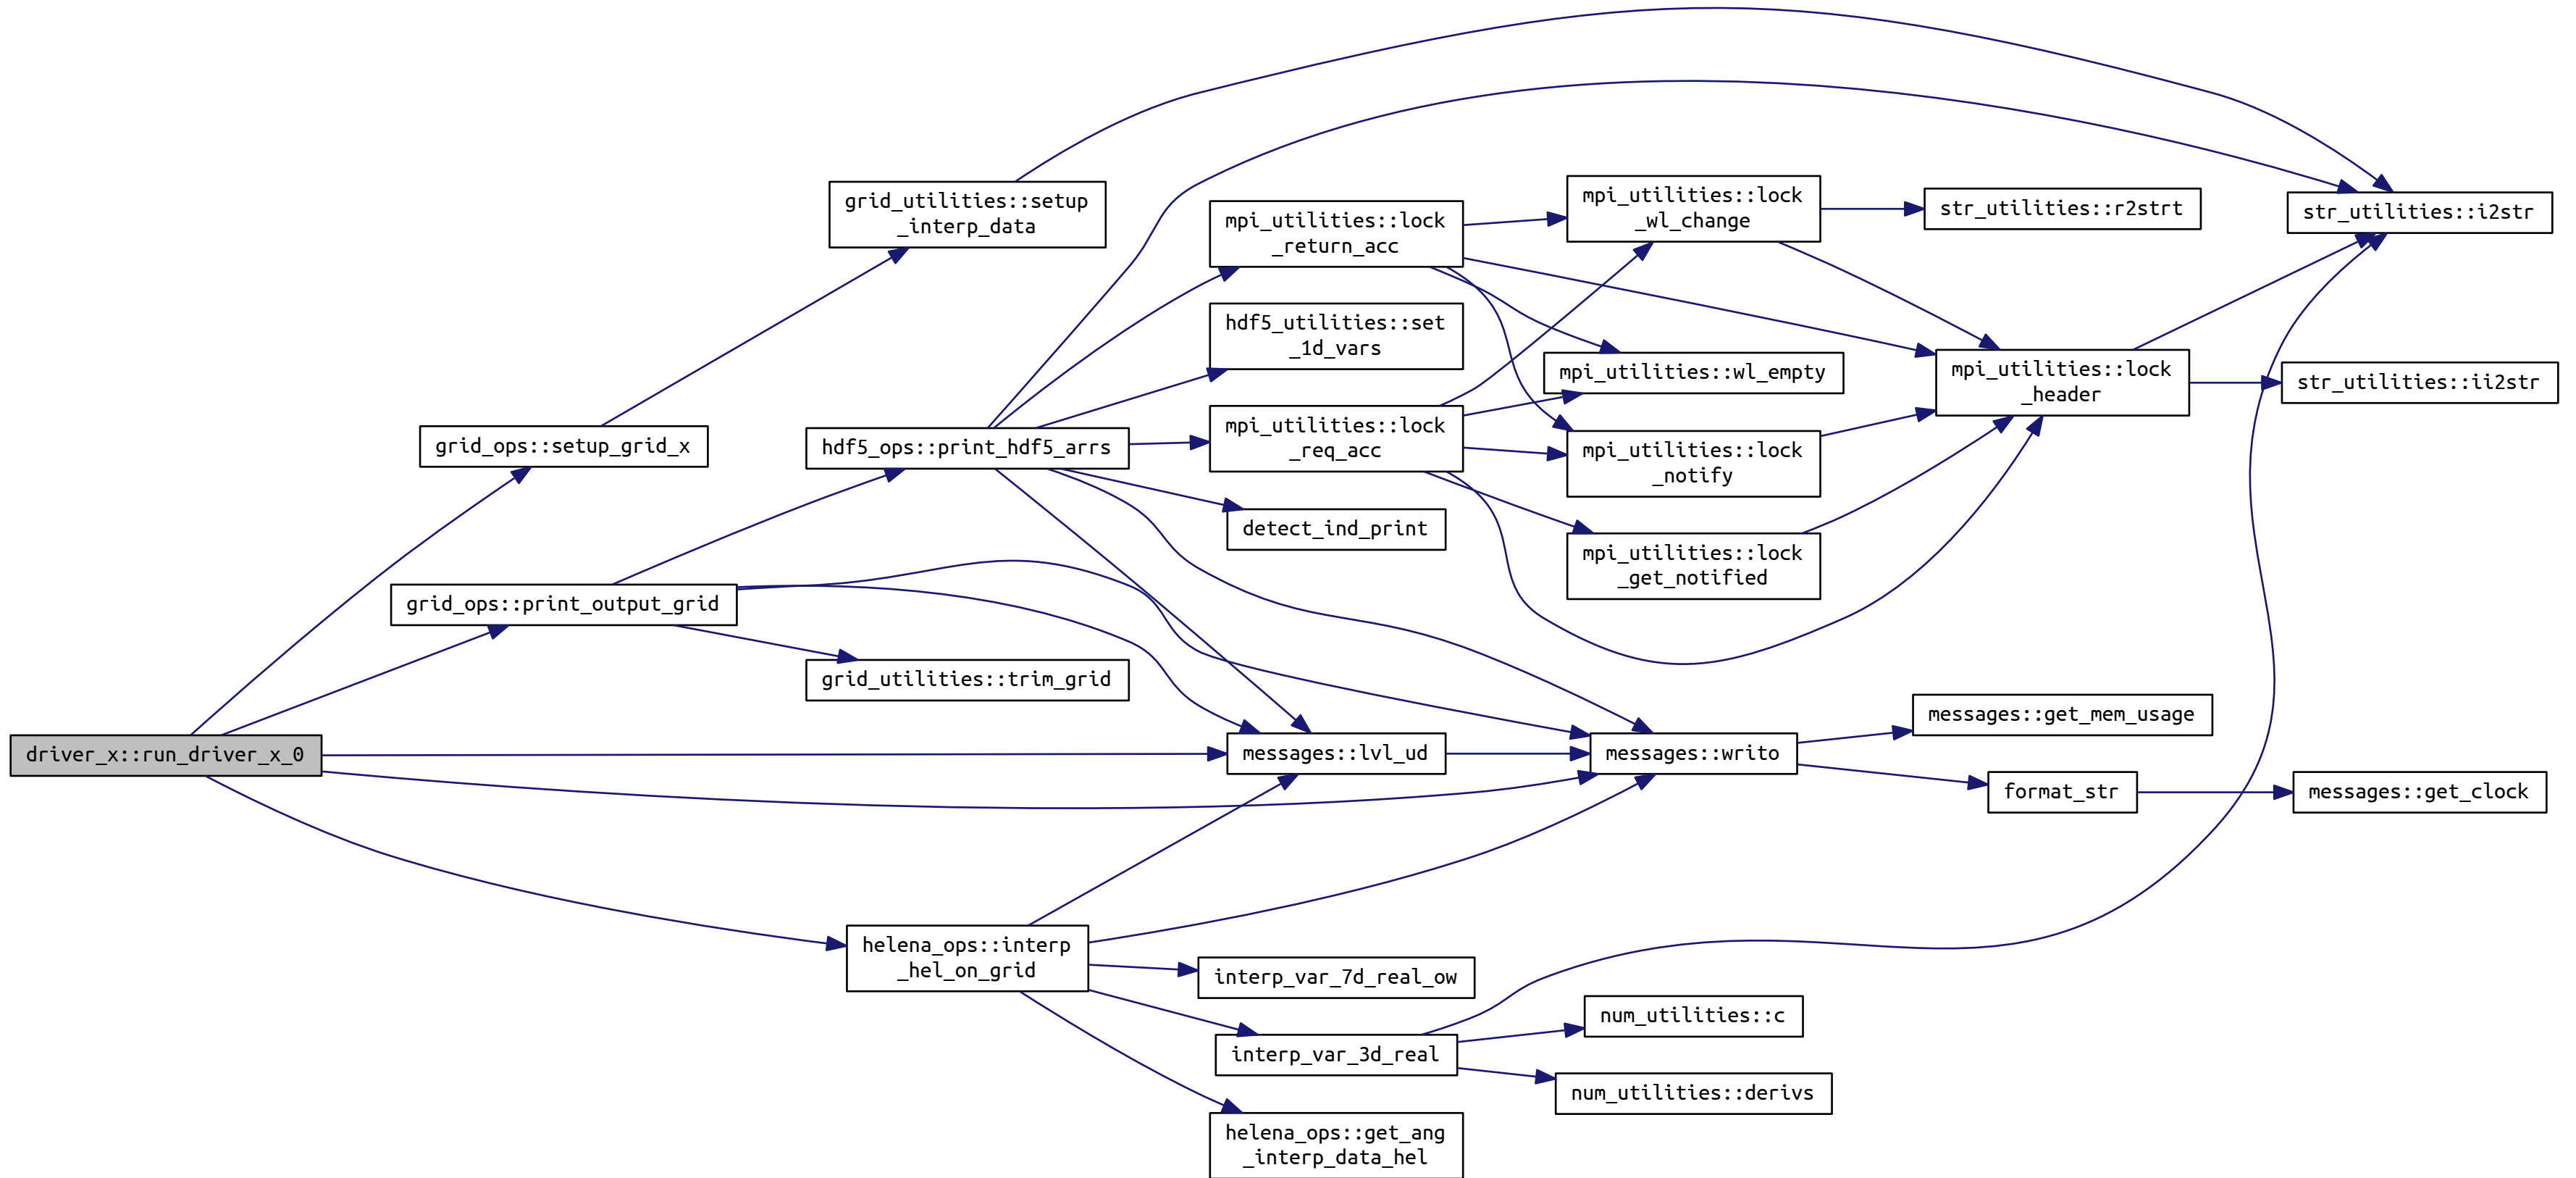 driver_x::run_driver_x_0
grid_ops::setup_grid_x
grid_ops::print_output_grid
grid_utilities::setup
_interp_data
hdf5_ops::print_hdf5_arrs
grid_utilities::trim_grid
helena_ops::interp
_hel_on_grid
mpi_utilities::lock
_return_acc
hdf5_utilities::set
_1d_vars
mpi_utilities::lock
_req_acc
detect_ind_print
messages::lvl_ud
interp_var_7d_real_ow
interp_var_3d_real
helena_ops::get_ang
_interp_data_hel
mpi_utilities::lock
_wl_change
mpi_utilities::wl_empty
mpi_utilities::lock
_notify
mpi_utilities::lock
_get_notified
messages::writo
num_utilities::c
num_utilities::derivs
str_utilities::r2strt
mpi_utilities::lock
_header
messages::get_mem_usage
format_str
str_utilities::i2str
str_utilities::ii2str
messages::get_clock